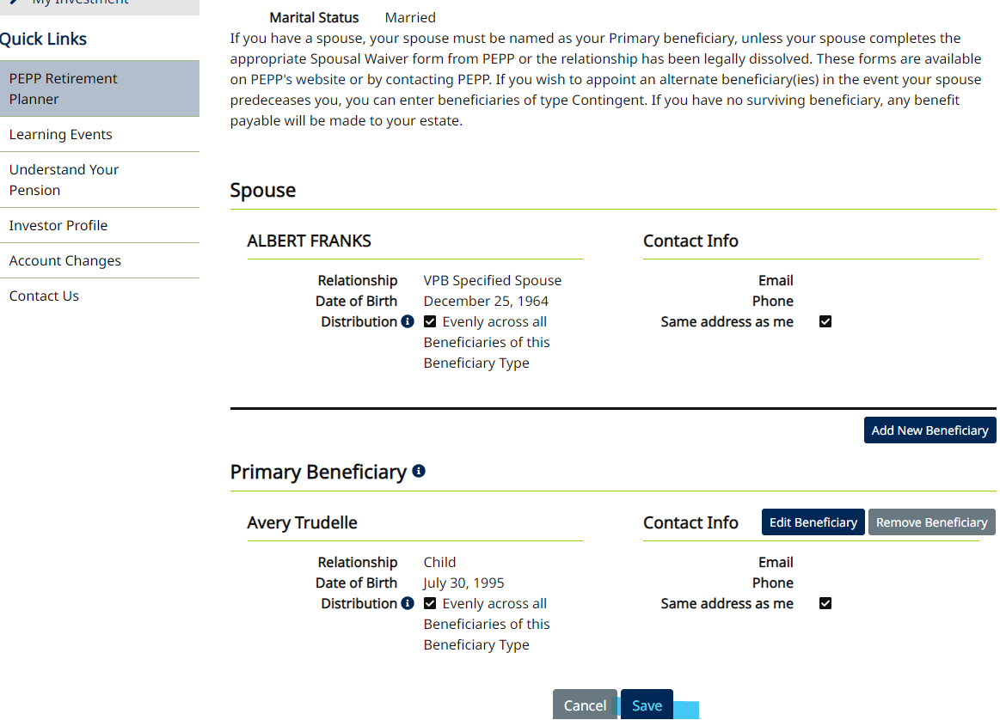 My Investment
Quick Links
PEPP Retirement
Planner
Learning Events
Understand Your
Pension
Investor Profile
Account Changes
Contact Us
Marital Status Married
If you have a spouse, your spouse must be named as your Primary beneficiary, unless your spouse completes the
appropriate Spousal Waiver form from PEPP or the relationship has been legally dissolved. These forms are available
on PEPP's website or by contacting PEPP. If you wish to appoint an alternate beneficiary(ies) in the event your spouse
predeceases you, you can enter beneficiaries of type Contingent. If you have no surviving beneficiary, any benefit
payable will be made to your estate.
Spouse
ALBERT FRANKS
Relationship VPB Specified Spouse
Date of Birth December 25, 1964
Distribution Evenly across all
Beneficiaries of this
Beneficiary Type
Contact Info
Email
Phone
Same address as me
Add New Beneficiary
Primary Beneficiary
Avery Trudelle
Relationship Child
Date of Birth July 30, 1995
Distribution Evenly across all
Beneficiaries of this
Beneficiary Type
Contact Info Edit Beneficiary Remove Beneficiary
Email
Phone
Same address as me
Cancel Save